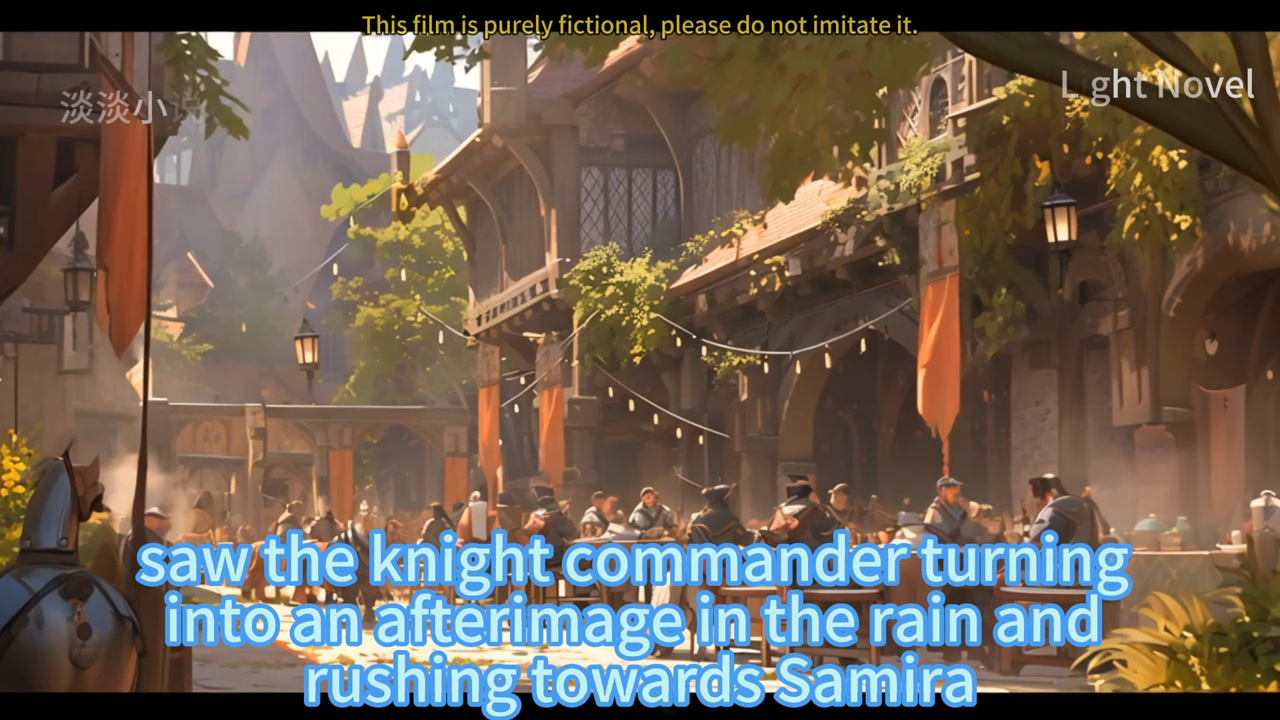 This film is purely fictional, please do not imitate it.
淡淡小说
Light Novel
saw the knight commander turning
into an afterimage in the rain and
rushing towards Samira